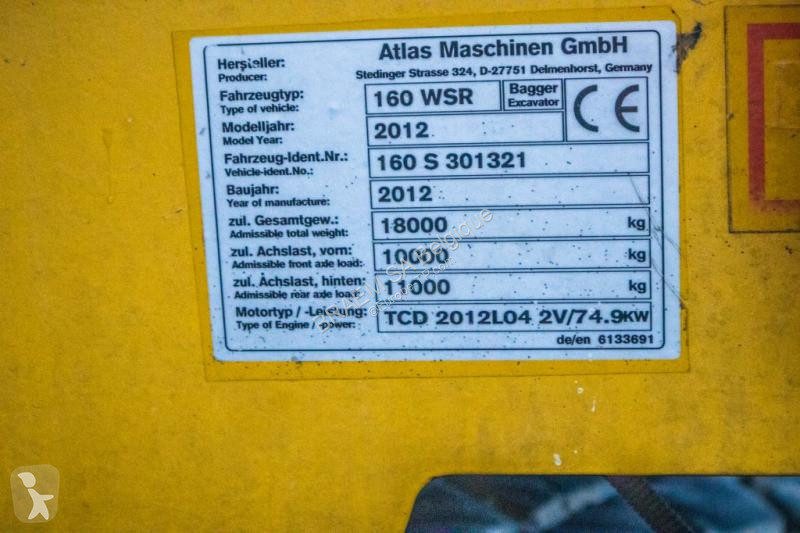 Hersteller: Atlas Maschinen GmbH
Producer: Stedinger Strasse 324, D-27751 Delmenhorst, Germany
Fahrzeugtyp: 160 WSR Bagger CE
Type of vehicle: Excavator
Modelljahr: 2012
Model Year:
Fahrzeug-Ident.Nr.: 160 S 301321
Vehicle-ident.No.:
Baujahr: 2012
Year of manufacture:
zul. Gesamtgew.: 18000 kg
Admissible total weight:
zul. Achslast, vorn: 10000 kg
Admissible front axle load:
zul. Achslast, hinten: 11000 kg
Admissible rear axle load:
Motortyp / -Leistung: TCD 2012L04 2V/74.9KW
Type of Engine / -power:
de/en 6133691